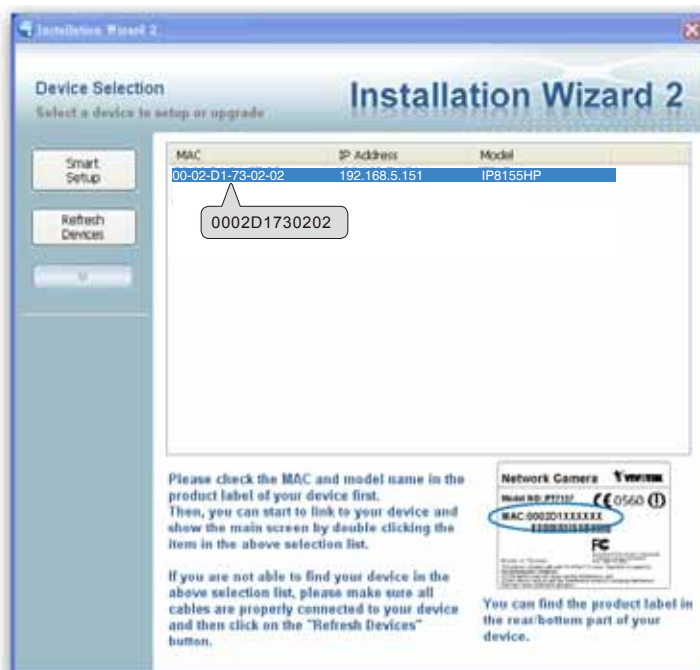 Installation Wizard 2
Device Selection
Select a device to setup or upgrade
Installation Wizard 2
Smart
Setup
Refresh
Devices
MAC IP Address Model
00-02-D1-73-02-02 192.168.5.151 IP8155HP
0002D1730202
Please check the MAC and model name in the
product label of your device first.
Then, you can start to link to your device and
show the main screen by double clicking the
item in the above selection list.
If you are not able to find your device in the
above selection list, please make sure all
cables are properly connected to your device
and then click on the "Refresh Devices"
button.
Network Camera VIVOTEK
Model NO: PT7137 CE0560
MAC:0002D1XXXXXX
FC
You can find the product label in
the rear/bottom part of your
device.